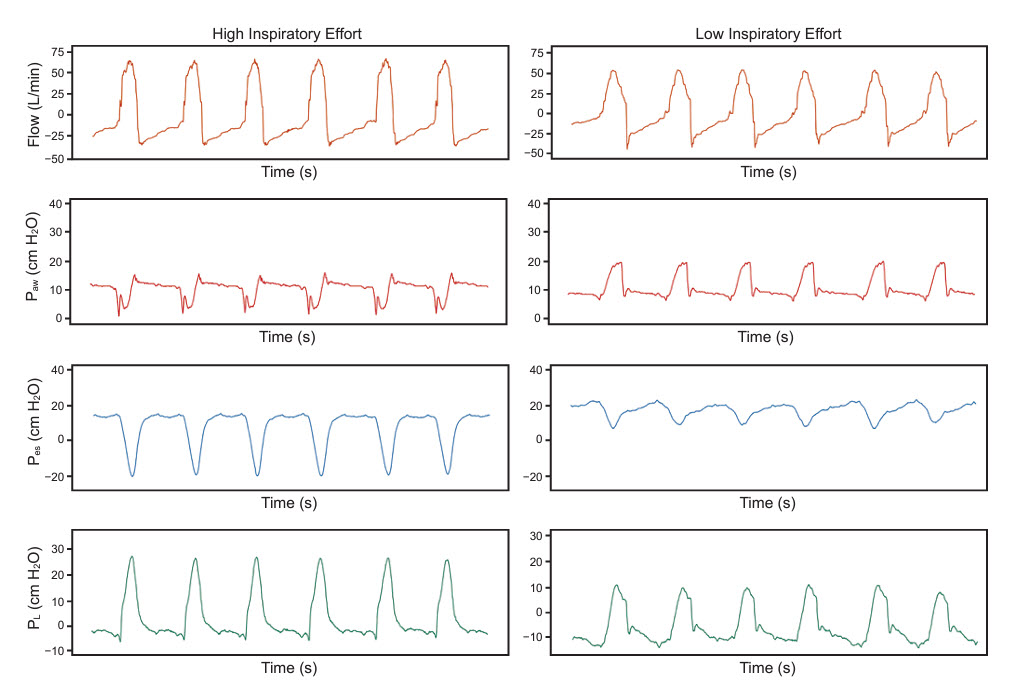 High Inspiratory Effort
Low Inspiratory Effort
Flow (L/min)
75
50
25
0
−25
−50
Time (s)
75
50
25
0
−25
−50
Time (s)
Paw (cm H₂O)
40
30
20
10
0
Time (s)
40
30
20
10
0
Time (s)
Pes (cm H₂O)
40
20
0
−20
Time (s)
40
20
0
−20
Time (s)
PL (cm H₂O)
30
20
10
0
−10
Time (s)
30
20
10
0
−10
Time (s)